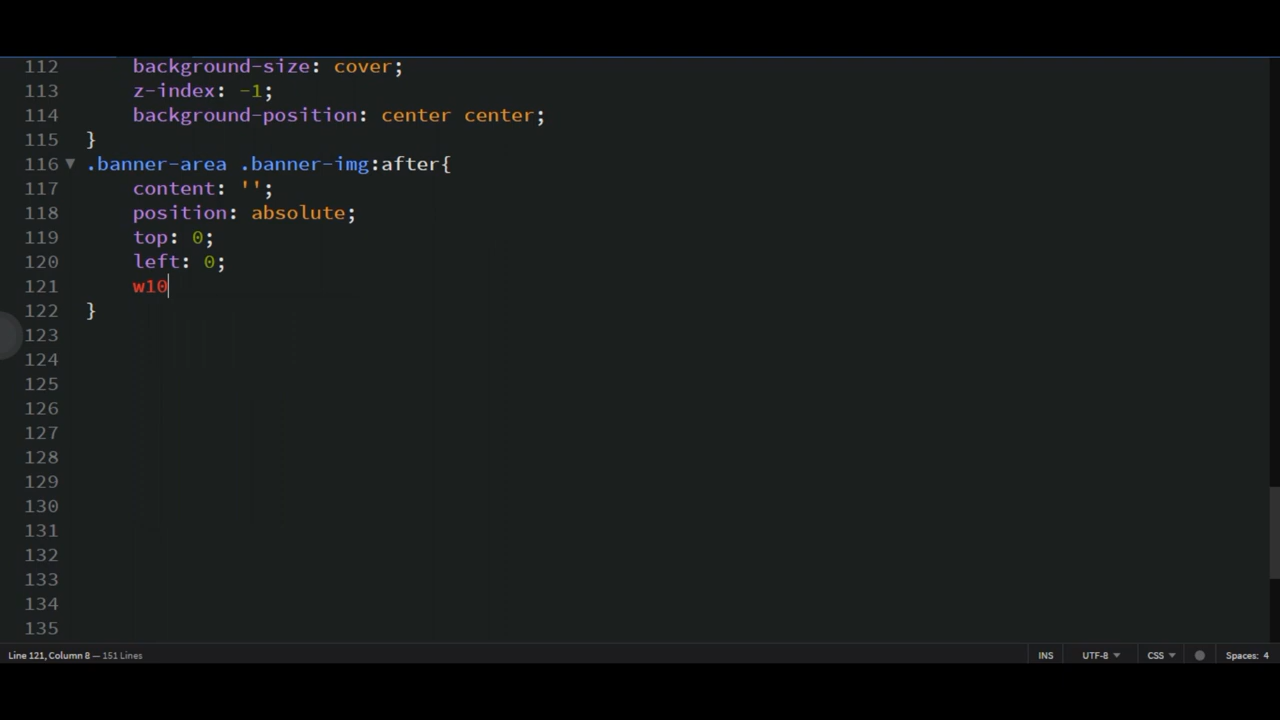 112 background-size: cover;
113 z-index: -1;
114 background-position: center center;
115 }
116 ▼ .banner-area .banner-img:after{
117 content: '';
118 position: absolute;
119 top: 0;
120 left: 0;
121 w10
122 }
123
124
125
126
127
128
129
130
131
132
133
134
135
Line 121, Column 8 — 151 Lines INS UTF-8 ▼ CSS ▼ Spaces: 4